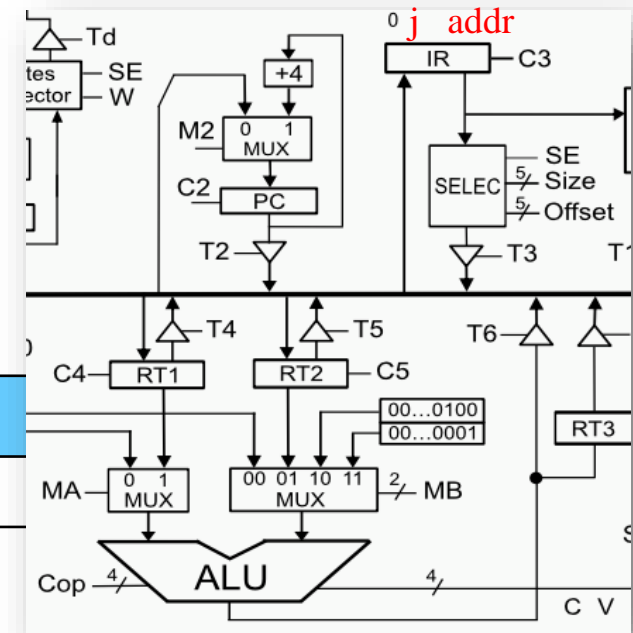 0 j addr
Td
IR
C3
tes
ector
SE
W
+4
M2
0 1
MUX
SE
SELEC
5
Size
5
Offset
C2
PC
T2
T3
T1
T4
T5
T6
C4
RT1
RT2
C5
00...0100
00...0001
RT3
0 1
MUX
MA
00 01 10 11
MUX
2
MB
Cop
4
ALU
4
C V